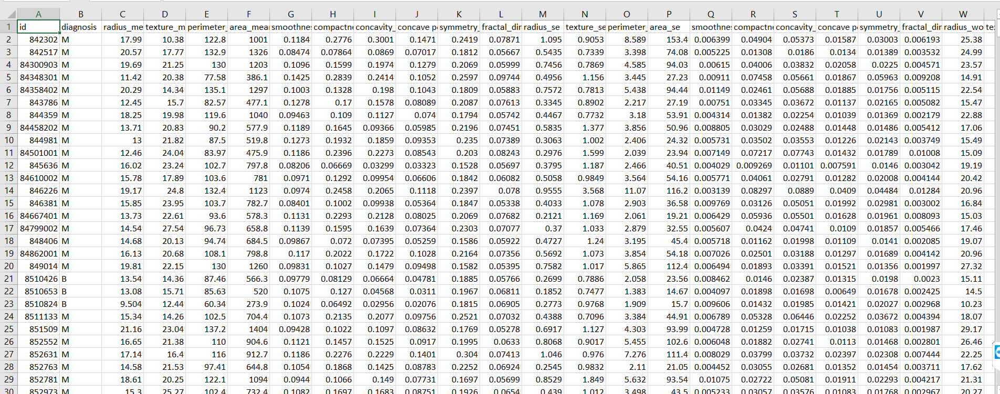 A B C D E F G H I J K L M N O P Q R S T U V W
1 id diagnosis radius_me texture_m perimeter_ area_mear smoothnes compactne concavity_ concave po symmetry_ fractal_dir radius_se texture_se perimeter_ area_se smoothnes compactne concavity_ concave po symmetry_ fractal_dir radius_wo tex
2 842302 M 17.99 10.38 122.8 1001 0.1184 0.2776 0.3001 0.1471 0.2419 0.07871 1.095 0.9053 8.589 153.4 0.006399 0.04904 0.05373 0.01587 0.03003 0.006193 25.38
3 842517 M 20.57 17.77 132.9 1326 0.08474 0.07864 0.0869 0.07017 0.1812 0.05667 0.5435 0.7339 3.398 74.08 0.005225 0.01308 0.0186 0.0134 0.01389 0.003532 24.99
4 84300903 M 19.69 21.25 130 1203 0.1096 0.1599 0.1974 0.1279 0.2069 0.05999 0.7456 0.7869 4.585 94.03 0.00615 0.04006 0.03832 0.02058 0.0225 0.004571 23.57
5 84348301 M 11.42 20.38 77.58 386.1 0.1425 0.2839 0.2414 0.1052 0.2597 0.09744 0.4956 1.156 3.445 27.23 0.00911 0.07458 0.05661 0.01867 0.05963 0.009208 14.91
6 84358402 M 20.29 14.34 135.1 1297 0.1003 0.1328 0.198 0.1043 0.1809 0.05883 0.7572 0.7813 5.438 94.44 0.01149 0.02461 0.05688 0.01885 0.01756 0.005115 22.54
7 843786 M 12.45 15.7 82.57 477.1 0.1278 0.17 0.1578 0.08089 0.2087 0.07613 0.3345 0.8902 2.217 27.19 0.00751 0.03345 0.03672 0.01137 0.02165 0.005082 15.47
8 844359 M 18.25 19.98 119.6 1040 0.09463 0.109 0.1127 0.074 0.1794 0.05742 0.4467 0.7732 3.18 53.91 0.004314 0.01382 0.02254 0.01039 0.01369 0.002179 22.88
9 84458202 M 13.71 20.83 90.2 577.9 0.1189 0.1645 0.09366 0.05985 0.2196 0.07451 0.5835 1.377 3.856 50.96 0.008805 0.03029 0.02488 0.01448 0.01486 0.005412 17.06
10 844981 M 13 21.82 87.5 519.8 0.1273 0.1932 0.1859 0.09353 0.235 0.07389 0.3063 1.002 2.406 24.32 0.005731 0.03502 0.03553 0.01226 0.02143 0.003749 15.49
11 84501001 M 12.46 24.04 83.97 475.9 0.1186 0.2396 0.2273 0.08543 0.203 0.08243 0.2976 1.599 2.039 23.94 0.007149 0.07217 0.07743 0.01432 0.01789 0.01008 15.09
12 845636 M 16.02 23.24 102.7 797.8 0.08206 0.06669 0.03299 0.03323 0.1528 0.05697 0.3795 1.187 2.466 40.51 0.004029 0.009269 0.01101 0.007591 0.0146 0.003042 19.19
13 84610002 M 15.78 17.89 103.6 781 0.0971 0.1292 0.09954 0.06606 0.1842 0.06082 0.5058 0.9849 3.564 54.16 0.005771 0.04061 0.02791 0.01282 0.02008 0.004144 20.42
14 846226 M 19.17 24.8 132.4 1123 0.0974 0.2458 0.2065 0.1118 0.2397 0.078 0.9555 3.568 11.07 116.2 0.003139 0.08297 0.0889 0.0409 0.04484 0.01284 20.96
15 846381 M 15.85 23.95 103.7 782.7 0.08401 0.1002 0.09938 0.05364 0.1847 0.05338 0.4033 1.078 2.903 36.58 0.009769 0.03126 0.05051 0.01992 0.02981 0.003002 16.84
16 84667401 M 13.73 22.61 93.6 578.3 0.1131 0.2293 0.2128 0.08025 0.2069 0.07682 0.2121 1.169 2.061 19.21 0.006429 0.05936 0.05501 0.01628 0.01961 0.008093 15.03
17 84799002 M 14.54 27.54 96.73 658.8 0.1139 0.1595 0.1639 0.07364 0.2303 0.07077 0.37 1.033 2.879 32.55 0.005607 0.0424 0.04741 0.0109 0.01857 0.005466 17.46
18 848406 M 14.68 20.13 94.74 684.5 0.09867 0.072 0.07395 0.05259 0.1586 0.05922 0.4727 1.24 3.195 45.4 0.005718 0.01162 0.01998 0.01109 0.0141 0.002085 19.07
19 84862001 M 16.13 20.68 108.1 798.8 0.117 0.2022 0.1722 0.1028 0.2164 0.07356 0.5692 1.073 3.854 54.18 0.007026 0.02501 0.03188 0.01297 0.01689 0.004142 20.96
20 849014 M 19.81 22.15 130 1260 0.09831 0.1027 0.1479 0.09498 0.1582 0.05395 0.7582 1.017 5.865 112.4 0.006494 0.01893 0.03391 0.01521 0.01356 0.001997 27.32
21 8510426 B 13.54 14.36 87.46 566.3 0.09779 0.08129 0.06664 0.04781 0.1885 0.05766 0.2699 0.7886 2.058 23.56 0.008462 0.0146 0.02387 0.01315 0.0198 0.0023 15.11
22 8510653 B 13.08 15.71 85.63 520 0.1075 0.127 0.04568 0.0311 0.1967 0.06811 0.1852 0.7477 1.383 14.67 0.004097 0.01898 0.01698 0.00649 0.01678 0.002425 14.5
23 8510824 B 9.504 12.44 60.34 273.9 0.1024 0.06492 0.02956 0.02076 0.1815 0.06905 0.2773 0.9768 1.909 15.7 0.009606 0.01432 0.01985 0.01421 0.02027 0.002968 10.23
24 8511133 M 15.34 14.26 102.5 704.4 0.1073 0.2135 0.2077 0.09756 0.2521 0.07032 0.4388 0.7096 3.384 44.91 0.006789 0.05328 0.06446 0.02252 0.03672 0.004394 18.07
25 851509 M 21.16 23.04 137.2 1404 0.09428 0.1022 0.1097 0.08632 0.1769 0.05278 0.6917 1.127 4.303 93.99 0.004728 0.01259 0.01715 0.01038 0.01083 0.001987 29.17
26 852552 M 16.65 21.38 110 904.6 0.1121 0.1457 0.1525 0.0917 0.1995 0.0633 0.8068 0.9017 5.455 102.6 0.006048 0.01882 0.02741 0.0113 0.01468 0.002801 26.46
27 852631 M 17.14 16.4 116 912.7 0.1186 0.2276 0.2229 0.1401 0.304 0.07413 1.046 0.976 7.276 111.4 0.008029 0.03799 0.03732 0.02397 0.02308 0.007444 22.25
28 852763 M 14.58 21.53 97.41 644.8 0.1054 0.1868 0.1425 0.08783 0.2252 0.06924 0.2545 0.9832 2.11 21.05 0.004452 0.03055 0.02681 0.01352 0.01454 0.003711 17.62
29 852781 M 18.61 20.25 122.1 1094 0.0944 0.1066 0.149 0.07731 0.1697 0.05699 0.8529 1.849 5.632 93.54 0.01075 0.02722 0.05081 0.01911 0.02293 0.004217 21.31
30 852973 M 15.3 25.27 102.4 732.4 0.1082 0.1697 0.1683 0.08751 0.1926 0.0654 0.439 1.012 3.498 43.5 0.005233 0.03057 0.03576 0.01083 0.01768 0.002967 20.27